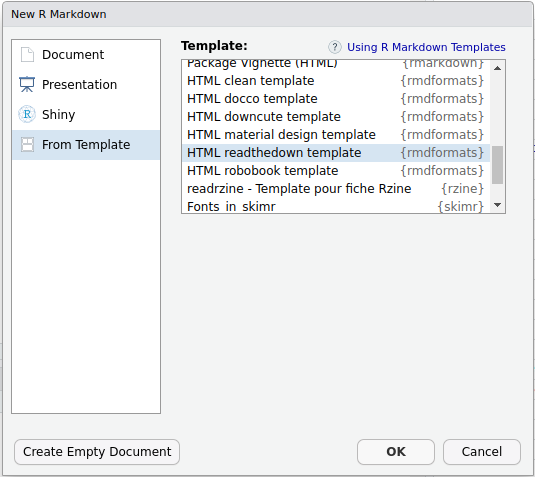 New R Markdown
Document
Presentation
Shiny
From Template
Template:
? Using R Markdown Templates
Package Vignette (HTML) {rmarkdown}
HTML clean template {rmdformats}
HTML docco template {rmdformats}
HTML downcute template {rmdformats}
HTML material design template {rmdformats}
HTML readthedown template {rmdformats}
HTML robobook template {rmdformats}
readrzine - Template pour fiche Rzine {rzine}
Fonts in skimr {skimr}
Create Empty Document
OK
Cancel